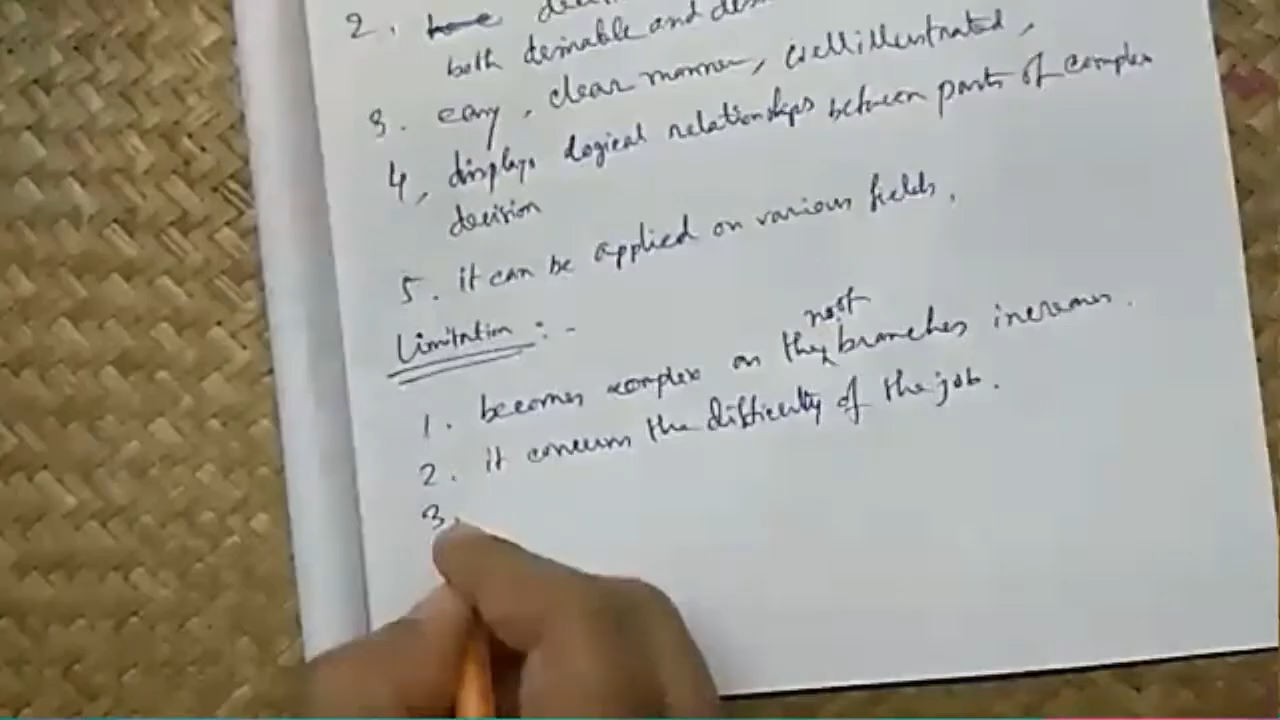 2.
both desirable and
3. easy, clear manner, well illustrated,
4, displays logical relationships between parts of complex
decision
5. it can be applied on various fields.
Limitation :-
not
1. becomes complex as the branches increases.
2. it concerns the difficulty of the job.
3.